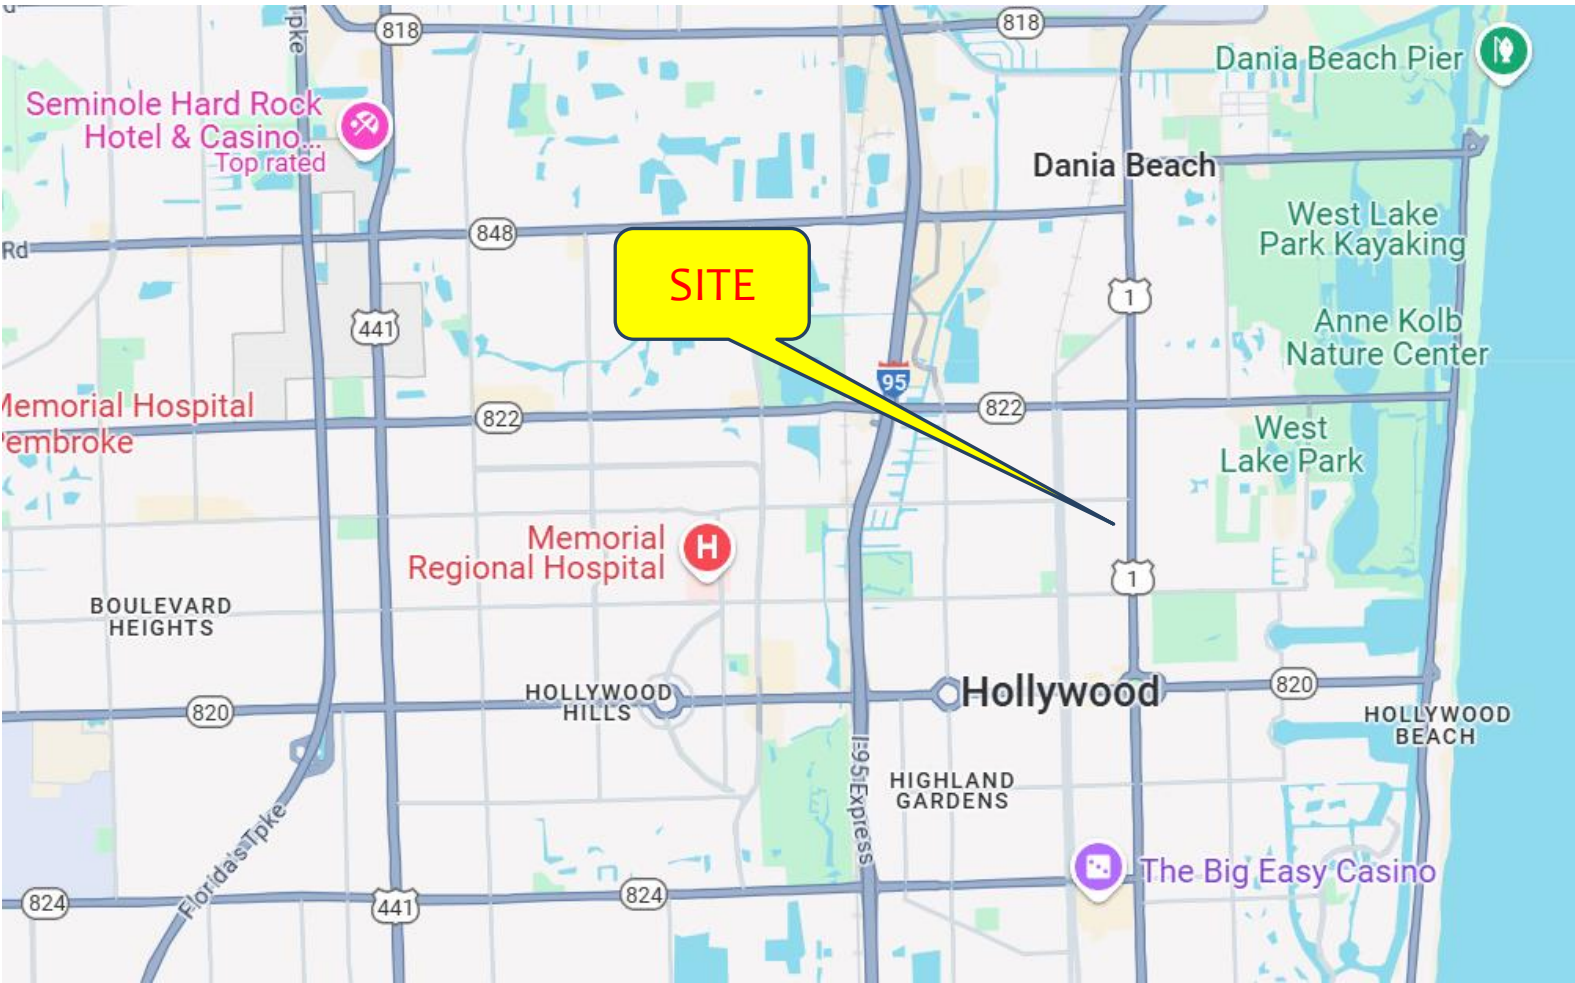 Tpke
818
818
Dania Beach Pier
Seminole Hard Rock
Hotel & Casino...
Top rated
Dania Beach
West Lake
Park Kayaking
848
Rd
SITE
1
441
Anne Kolb
Nature Center
95
Memorial Hospital
Pembroke
822
822
West
Lake Park
Memorial
Regional Hospital
H
1
BOULEVARD
HEIGHTS
HOLLYWOOD
HILLS
Hollywood
820
820
HOLLYWOOD
BEACH
I-95 Express
HIGHLAND
GARDENS
Florida's Tpke
The Big Easy Casino
824
441
824